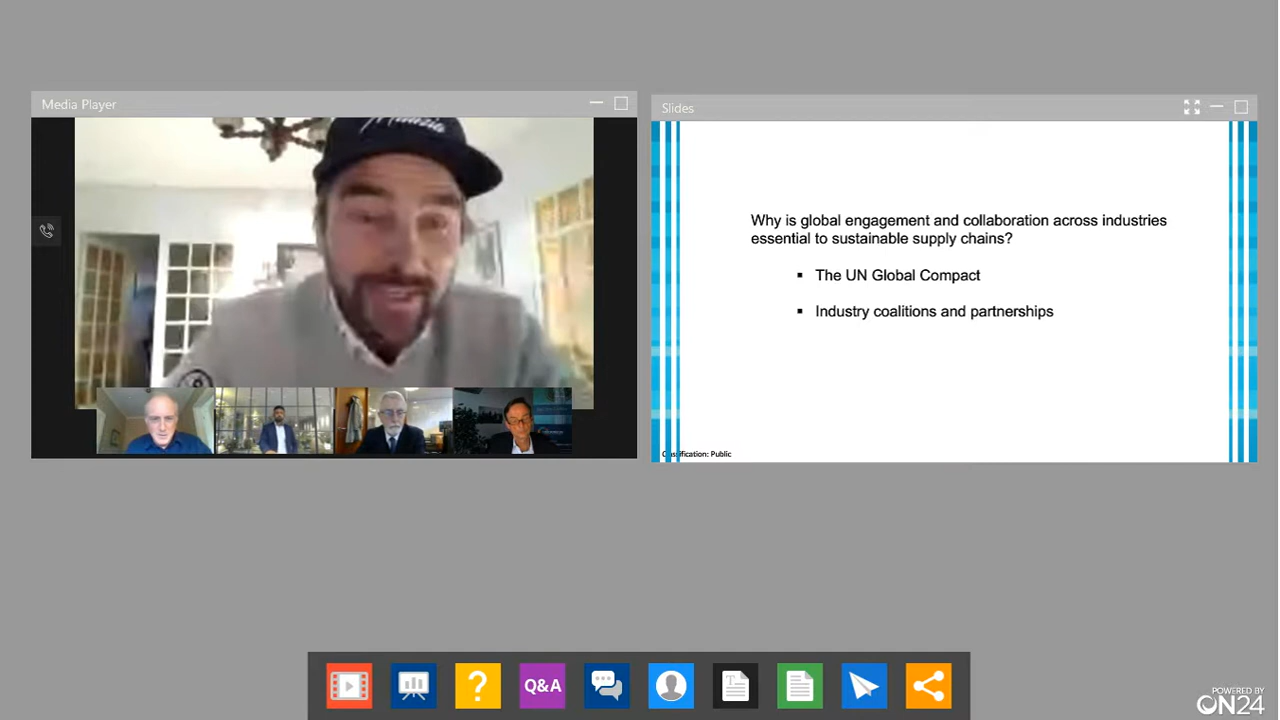 Media Player
Slides
Why is global engagement and collaboration across industries
essential to sustainable supply chains?
▪ The UN Global Compact
▪ Industry coalitions and partnerships
Classification: Public
?
Q&A
T
POWERED BY
ON24